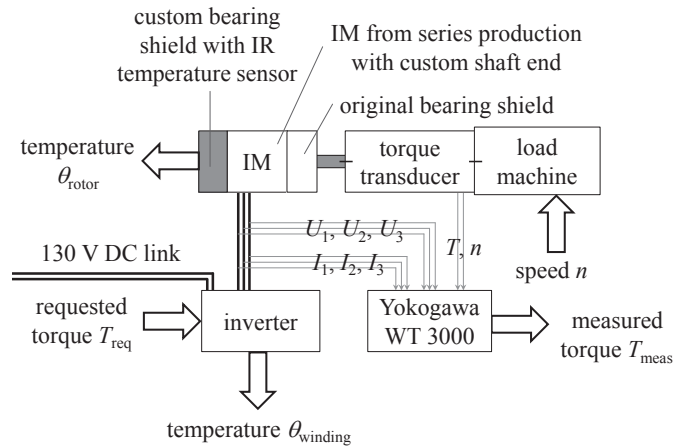 custom bearing
shield with IR
temperature sensor
IM from series production
with custom shaft end
original bearing shield
temperature
θrotor
IM
torque
transducer
load
machine
U1, U2, U3
T, n
I1, I2, I3
speed n
130 V DC link
requested
torque Treq
inverter
Yokogawa
WT 3000
measured
torque Tmeas
temperature θwinding